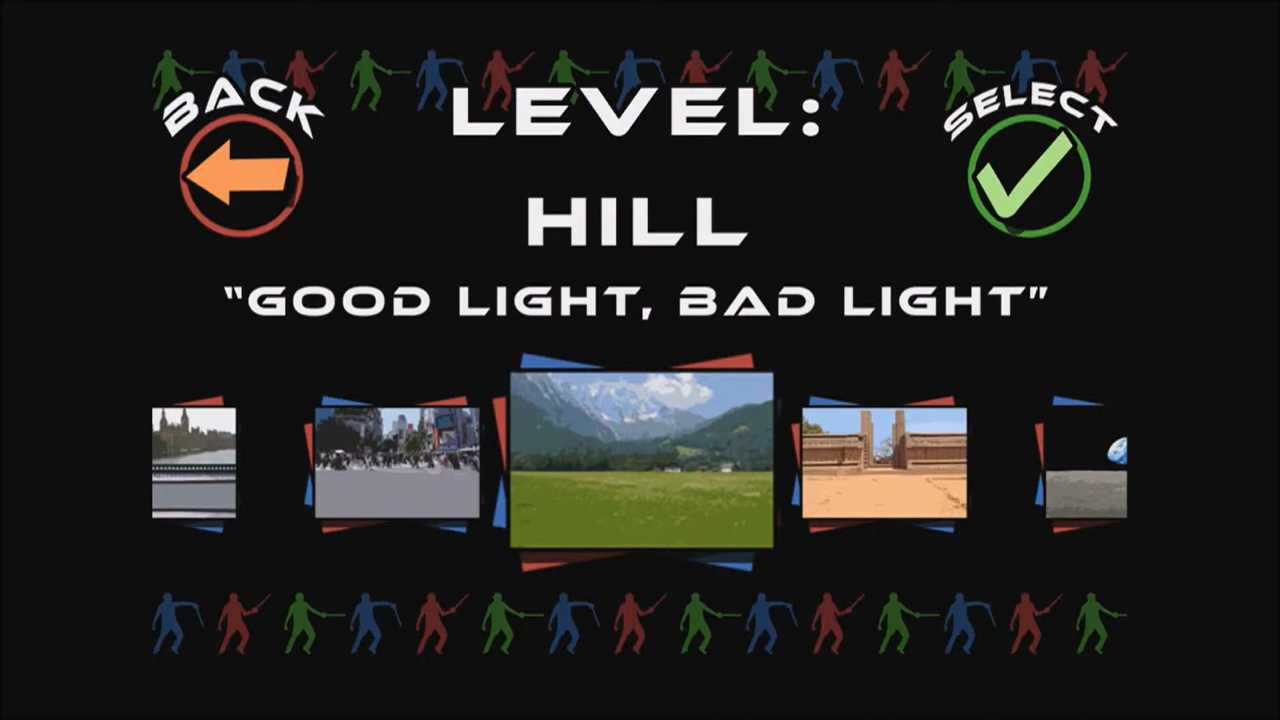 BACK
LEVEL:
SELECT
HILL
"GOOD LIGHT, BAD LIGHT"